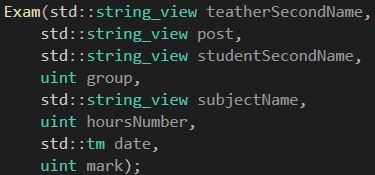 Exam(std::string_view teatherSecondName,
std::string_view post,
std::string_view studentSecondName,
uint group,
std::string_view subjectName,
uint hoursNumber,
std::tm date,
uint mark);